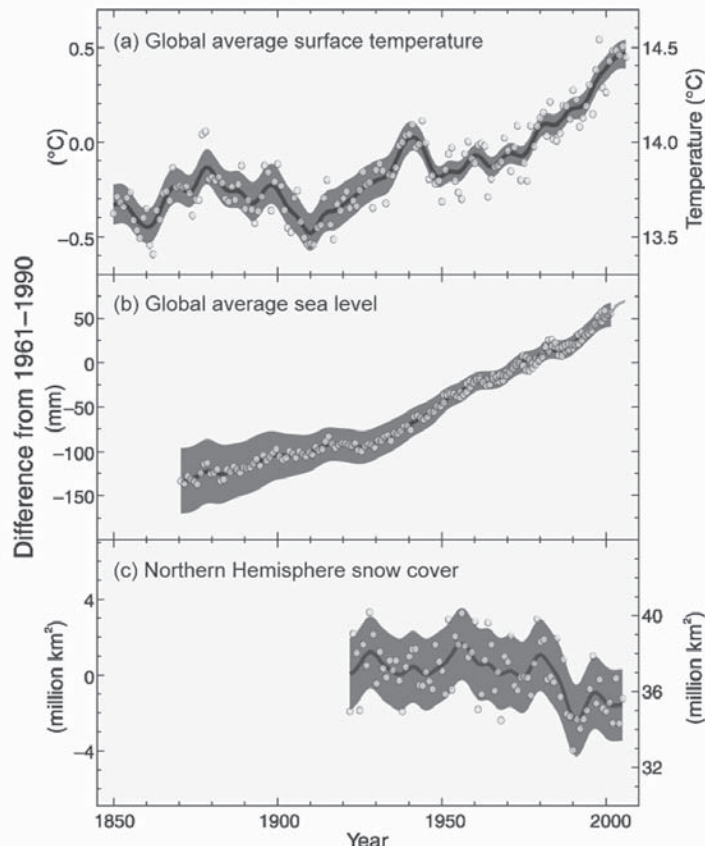 (a) Global average surface temperature
0.5
0.0
–0.5
(°C)
14.5
14.0
13.5
Temperature (°C)
(b) Global average sea level
50
0
–50
–100
–150
(mm)
Difference from 1961–1990
(c) Northern Hemisphere snow cover
4
0
–4
(million km²)
40
36
32
(million km²)
1850
1900
1950
2000
Year